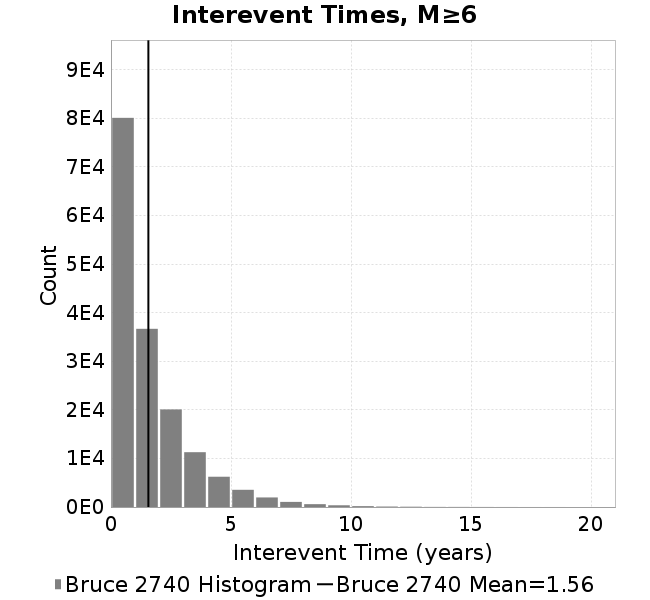 Interevent Times, M≥6
9E4
8E4
7E4
6E4
5E4
4E4
3E4
2E4
1E4
0E0
Count
0 5 10 15 20
Interevent Time (years)
Bruce 2740 Histogram Bruce 2740 Mean=1.56